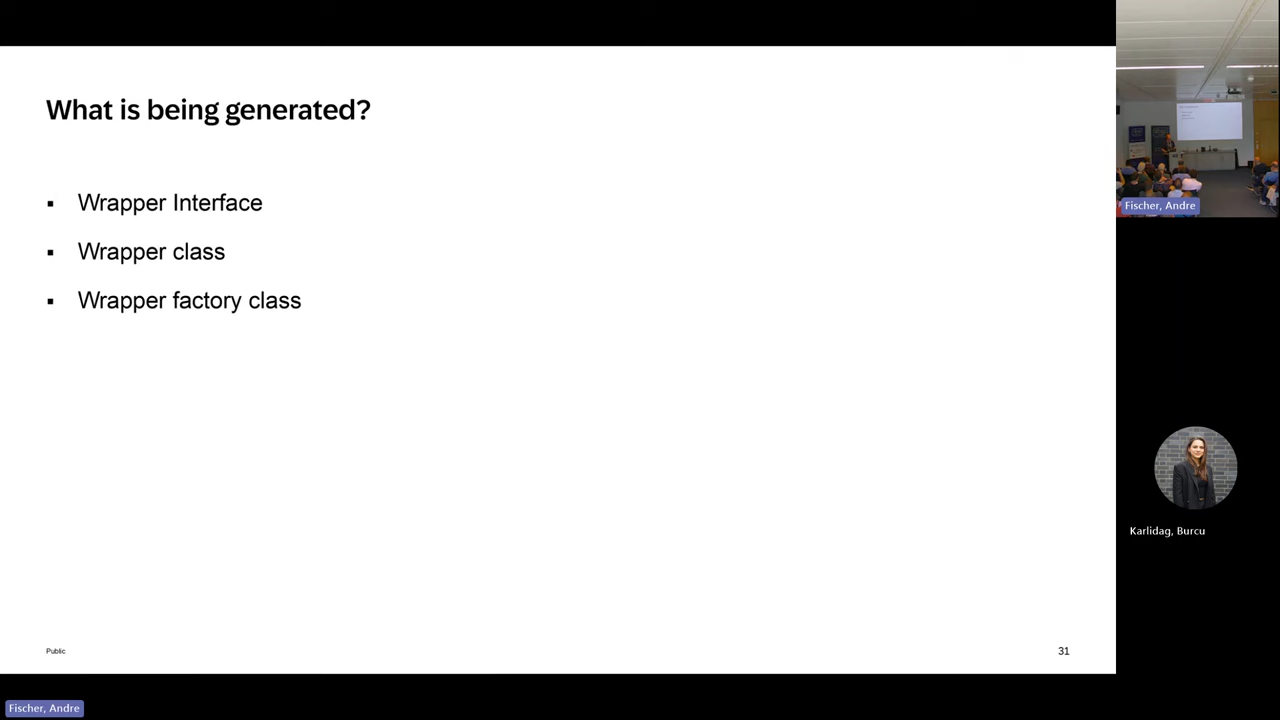 What is being generated?
▪ Wrapper Interface
▪ Wrapper class
▪ Wrapper factory class
Public
31
Fischer, Andre
Karlidag, Burcu
Fischer, Andre